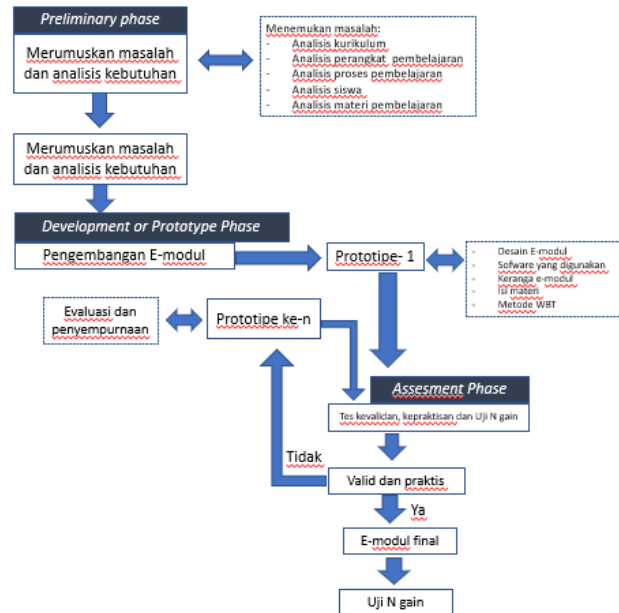 Preliminary phase
Merumuskan masalah
dan analisis kebutuhan
Menemukan masalah:
- Analisis kurikulum
- Analisis perangkat pembelajaran
- Analisis proses pembelajaran
- Analisis siswa
- Analisis materi pembelajaran
Merumuskan masalah
dan analisis kebutuhan
Development or Prototype Phase
Pengembangan E-modul
Prototipe- 1
- Desain E-modul
- Sofware yang digunakan
- Keranga e-modul
- Isi materi
- Metode WBT
Evaluasi dan
penyempurnaan
Prototipe ke-n
Assesment Phase
Tes kevalidan, kepraktisan dan Uji N gain
Tidak
Valid dan praktis
Ya
E-modul final
Uji N gain